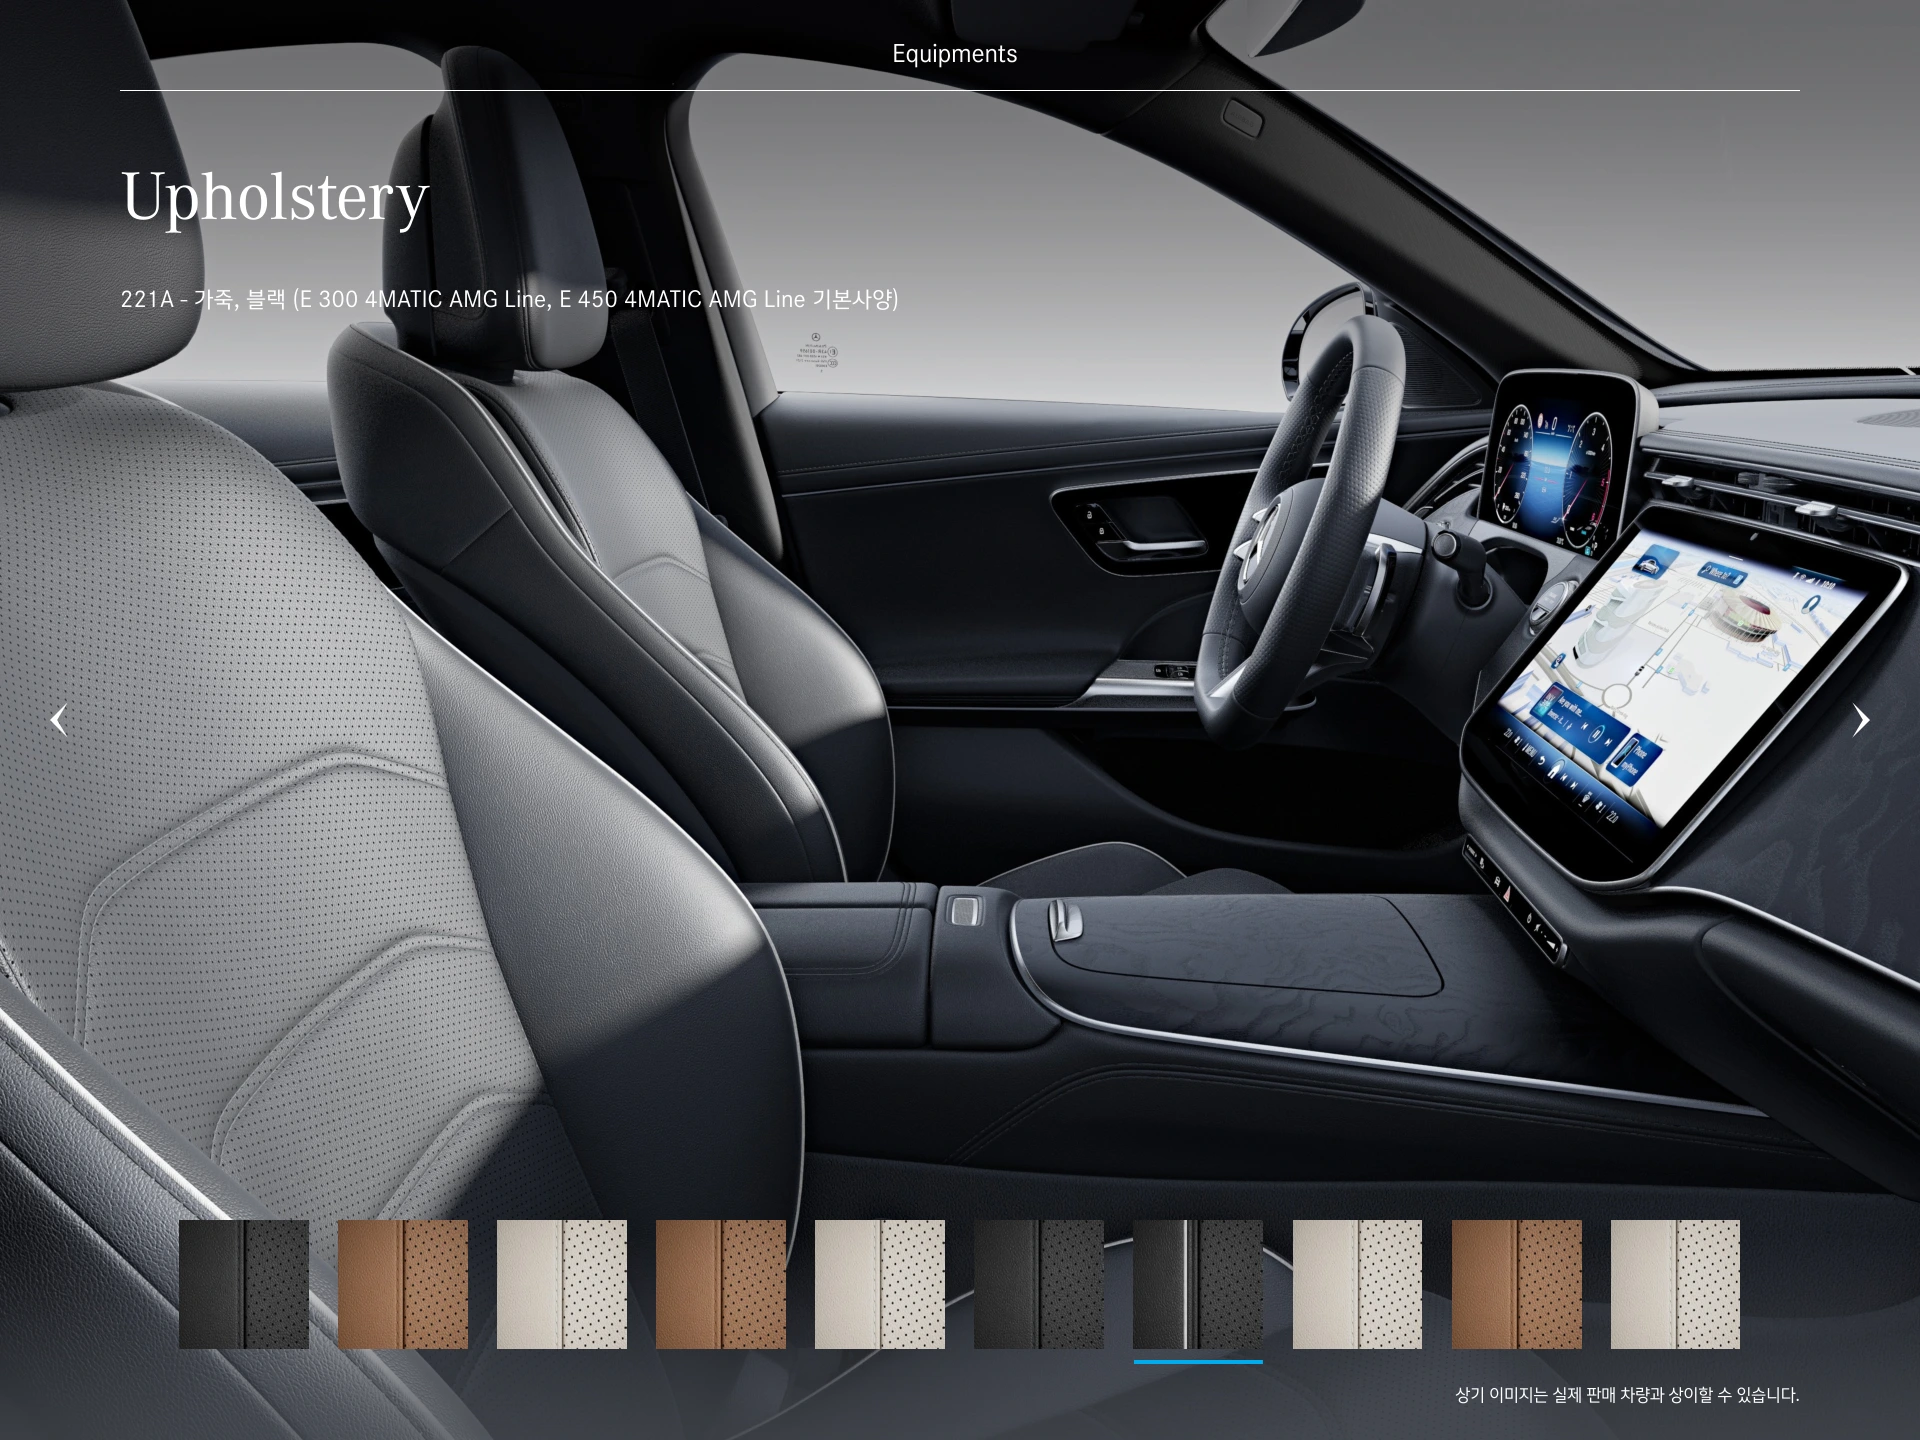 Equipments
Upholstery
221A - 가죽, 블랙 (E 300 4MATIC AMG Line, E 450 4MATIC AMG Line 기본사양)
Where to?
상기 이미지는 실제 판매 차량과 상이할 수 있습니다.